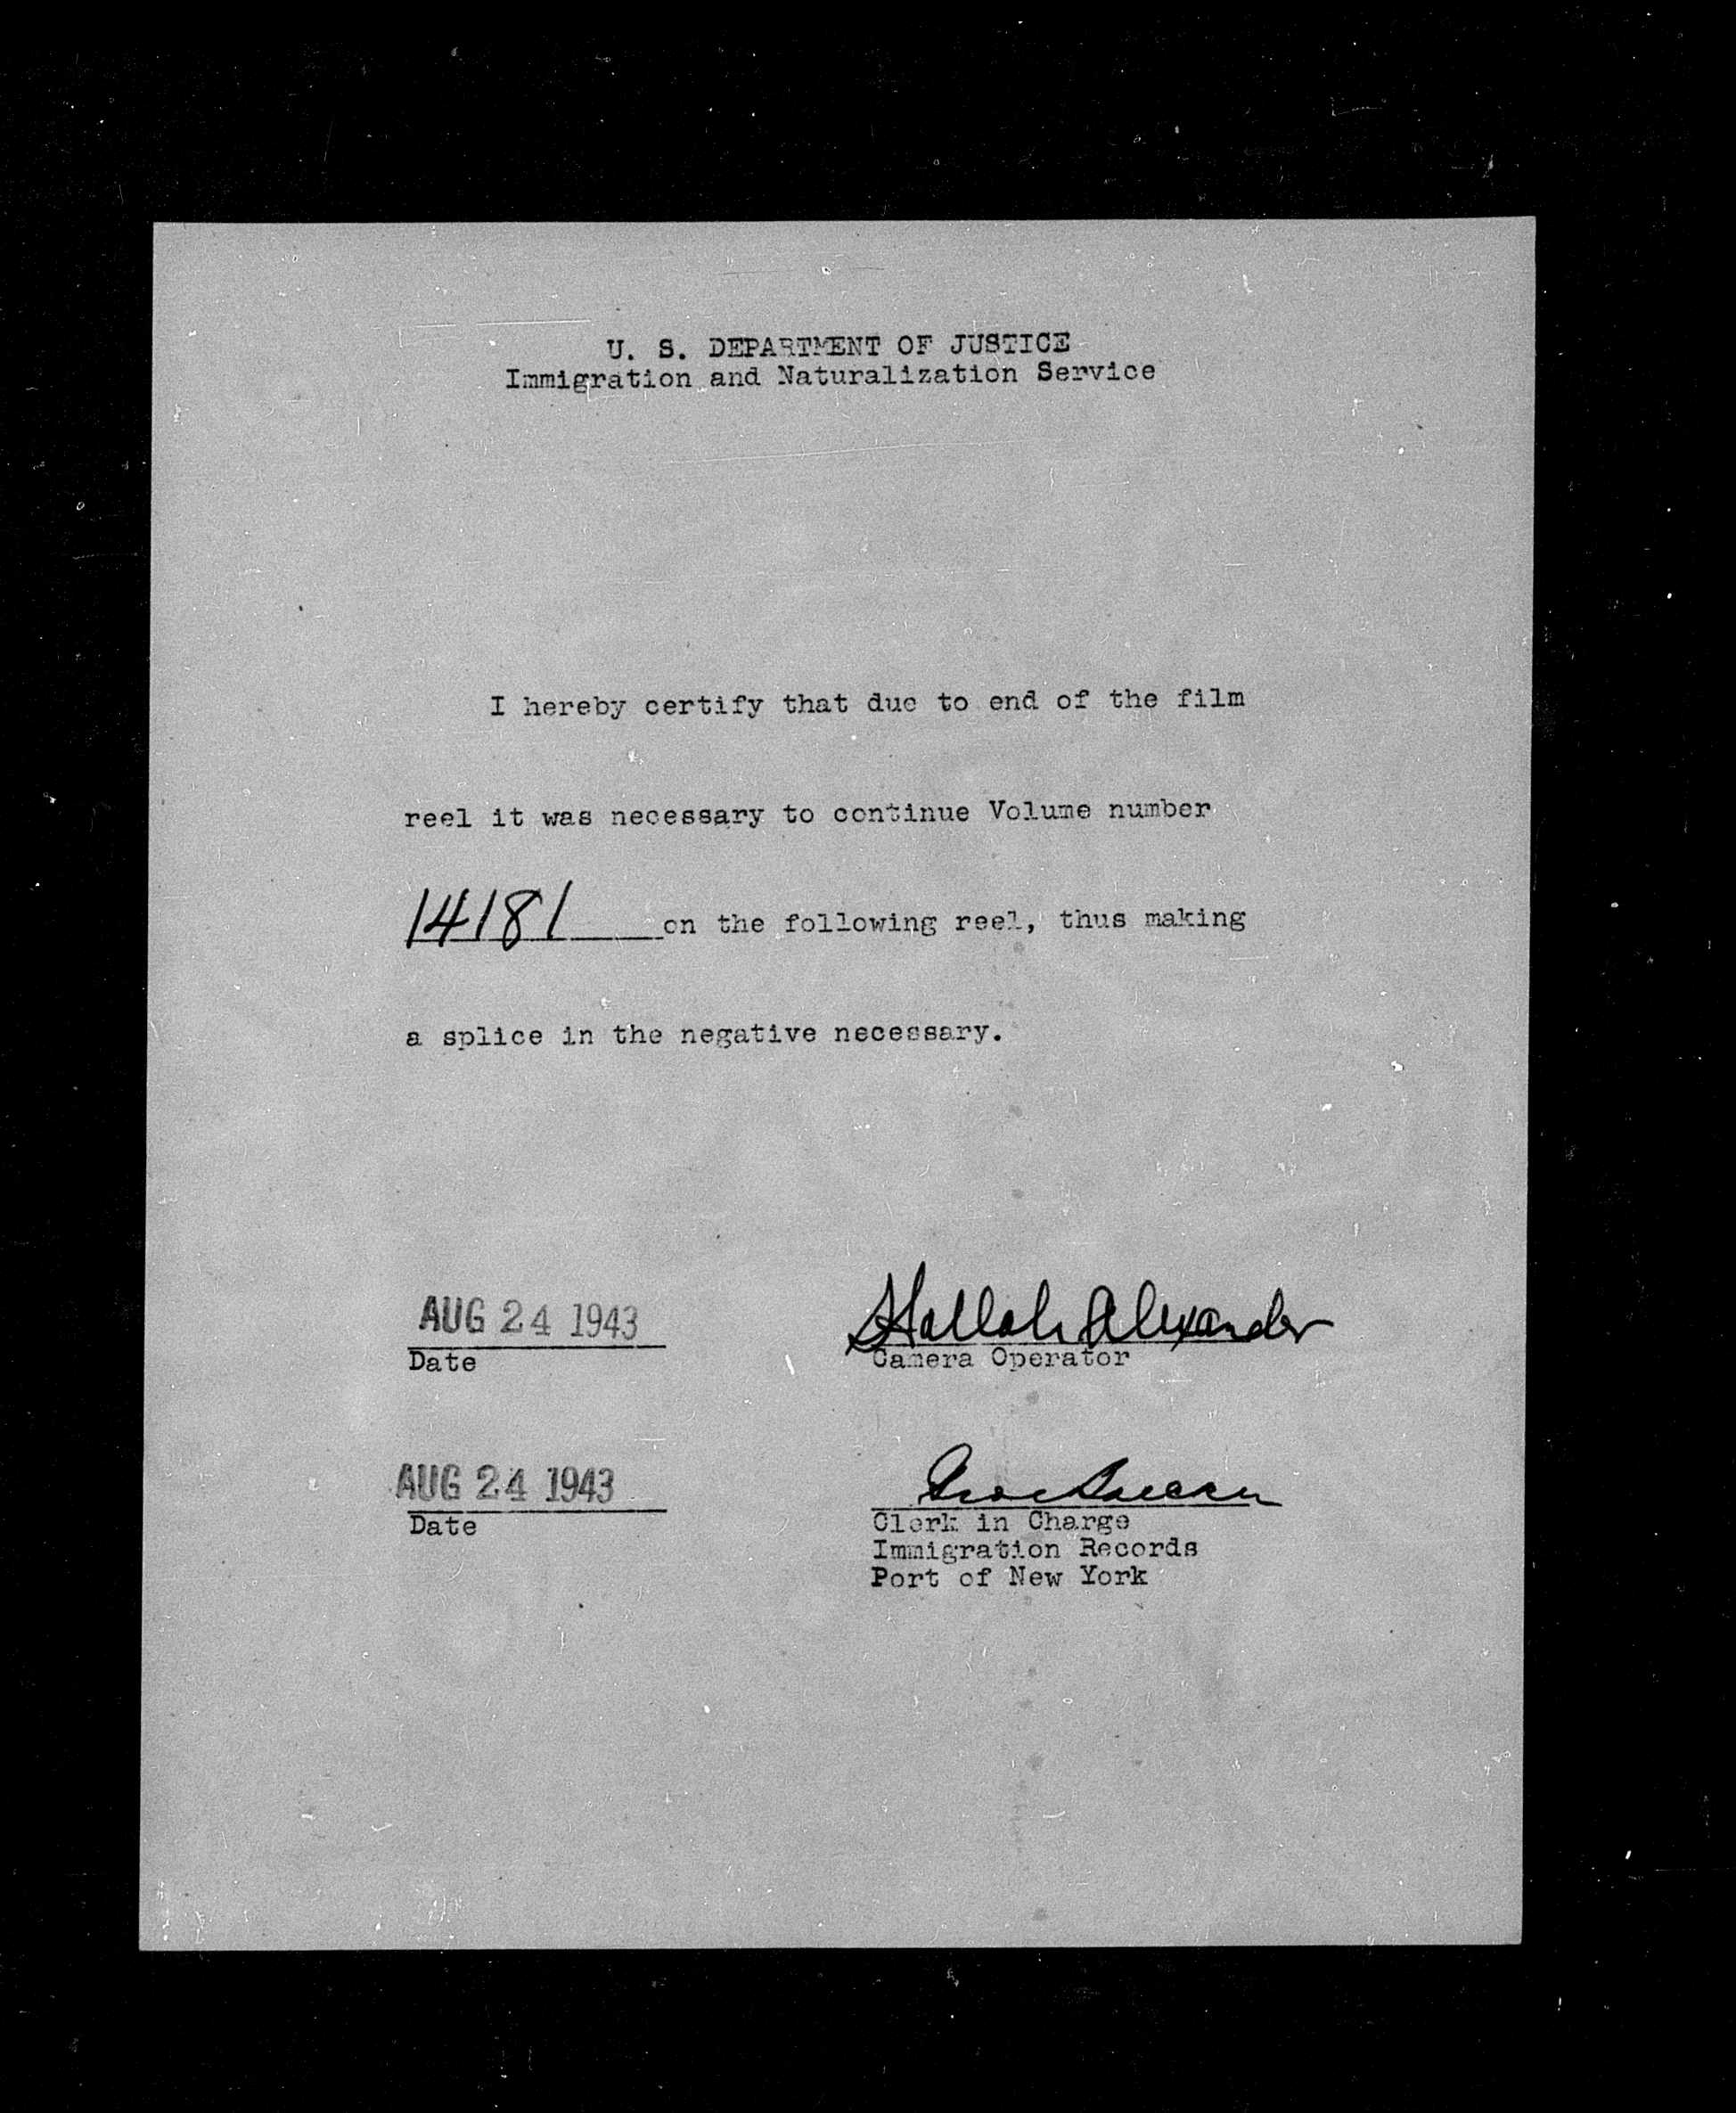 U. S. DEPARTMENT OF JUSTICE
Immigration and Naturalization Service
I hereby certify that due to end of the film
reel it was necessary to continue Volume number
14181 on the following reel, thus making
a splice in the negative necessary.
AUG 24 1943
Date
Alexander
Camera Operator
AUG 24 1943
Date
Clerk in Charge
Immigration Records
Port of New York